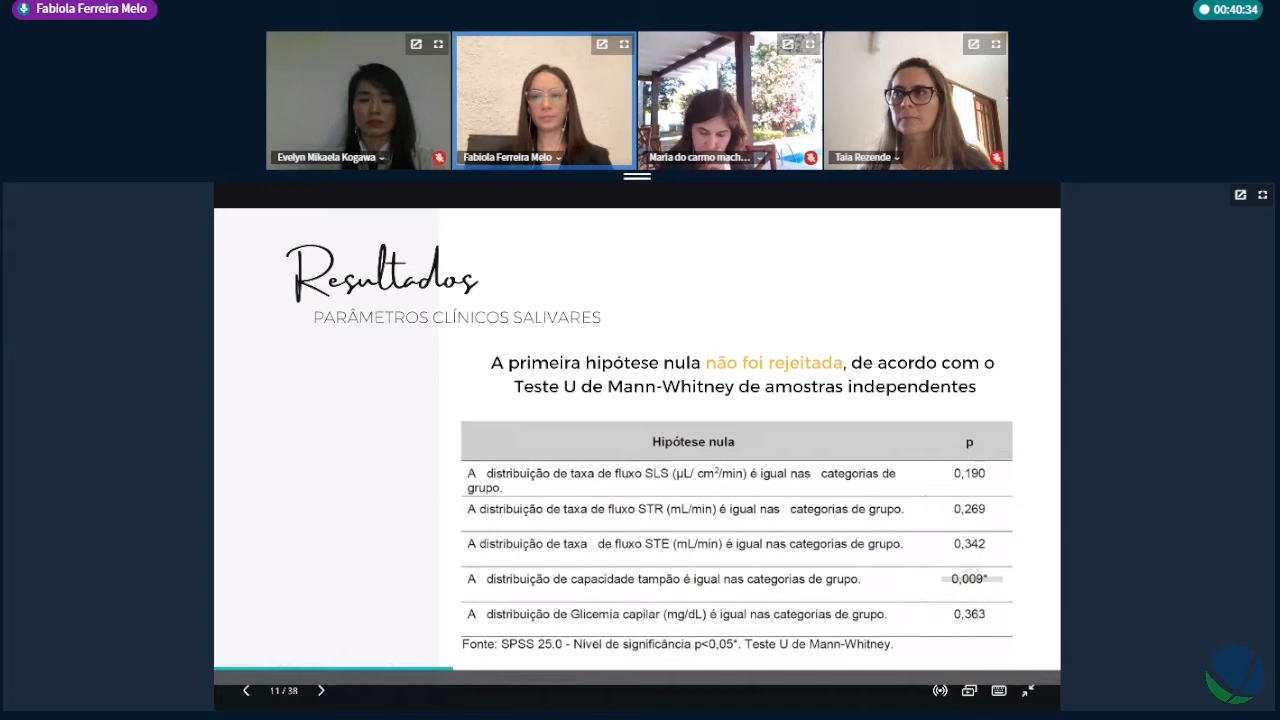 Fabiola Ferreira Melo
00:40:34
Evelyn Mikaela Kogawa
Fabiola Ferreira Melo
Maria do carmo mach...
Taia Rezende
Resultados
PARÂMETROS CLÍNICOS SALIVARES
A primeira hipótese nula não foi rejeitada, de acordo com o
Teste U de Mann-Whitney de amostras independentes
Hipótese nula p
A distribuição de taxa de fluxo SLS (µL/ cm²/min) é igual nas categorias de
grupo. 0,190
A distribuição de taxa de fluxo STR (mL/min) é igual nas categorias de grupo. 0,269
A distribuição de taxa de fluxo STE (mL/min) é igual nas categorias de grupo. 0,342
A distribuição de capacidade tampão é igual nas categorias de grupo. 0,009*
A distribuição de Glicemia capilar (mg/dL) é igual nas categorias de grupo. 0,363
Fonte: SPSS 25.0 - Nível de significância p<0,05*. Teste U de Mann-Whitney.
11 / 38